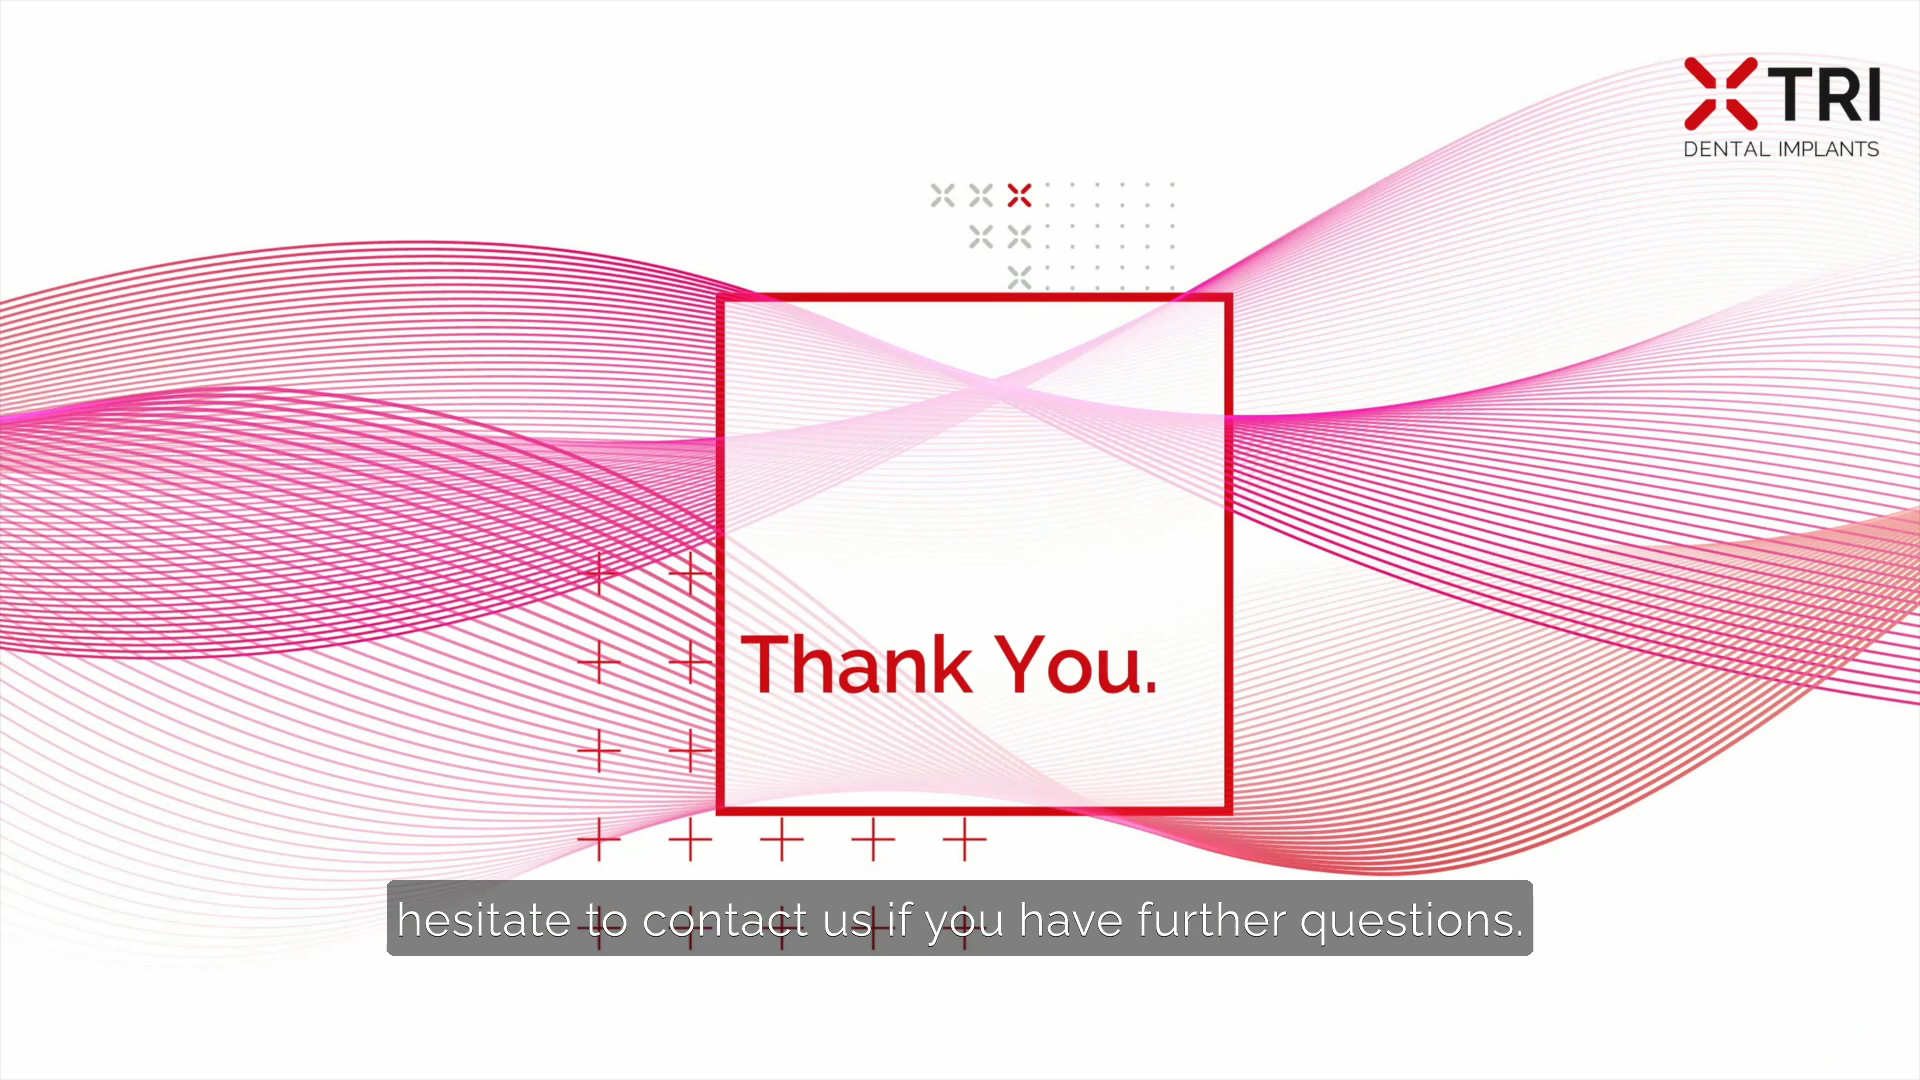 TRI
DENTAL IMPLANTS
Thank You.
hesitate to contact us if you have further questions.